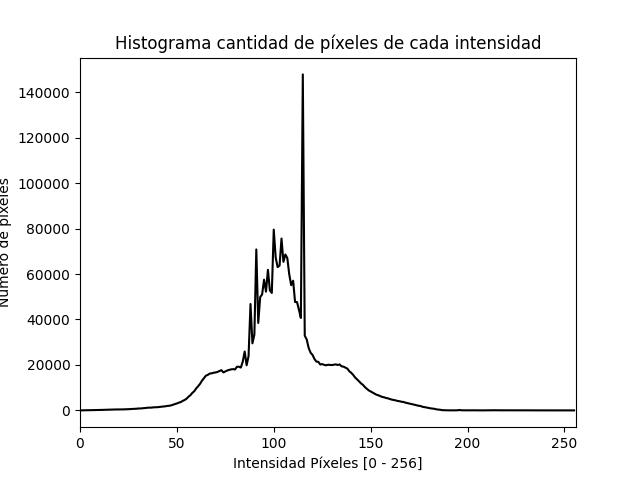 Histograma cantidad de píxeles de cada intensidad
Número de píxeles
140000
120000
100000
80000
60000
40000
20000
0
0 50 100 150 200 250
Intensidad Píxeles [0 - 256]